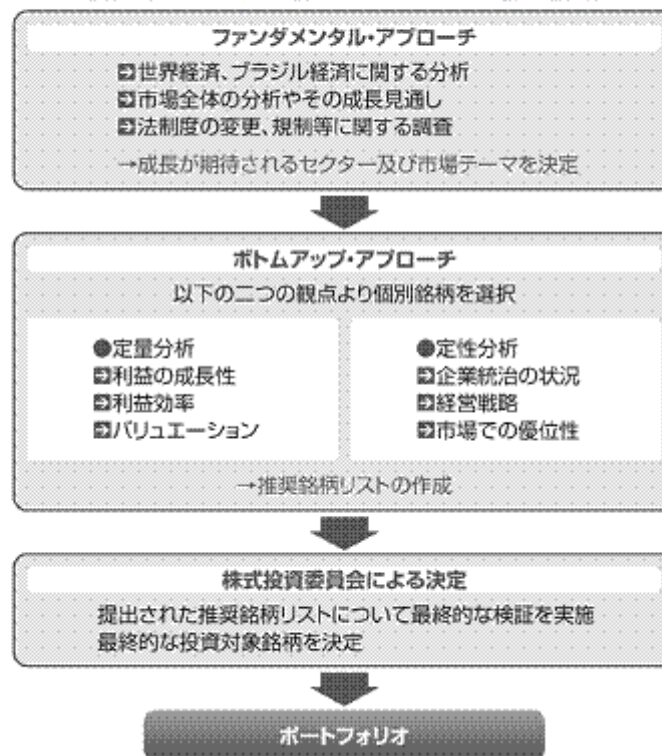 ファンダメンタル・アプローチ
世界経済、ブラジル経済に関する分析
市場全体の分析やその成長見通し
法制度の変更、規制等に関する調査
→成長が期待されるセクター及び市場テーマを決定
ボトムアップ・アプローチ
以下の二つの観点より個別銘柄を選択
●定量分析
利益の成長性
利益効率
バリュエーション
●定性分析
企業統治の状況
経営戦略
市場での優位性
→推奨銘柄リストの作成
株式投資委員会による決定
提出された推奨銘柄リストについて最終的な検証を実施
最終的な投資対象銘柄を決定
ポートフォリオ